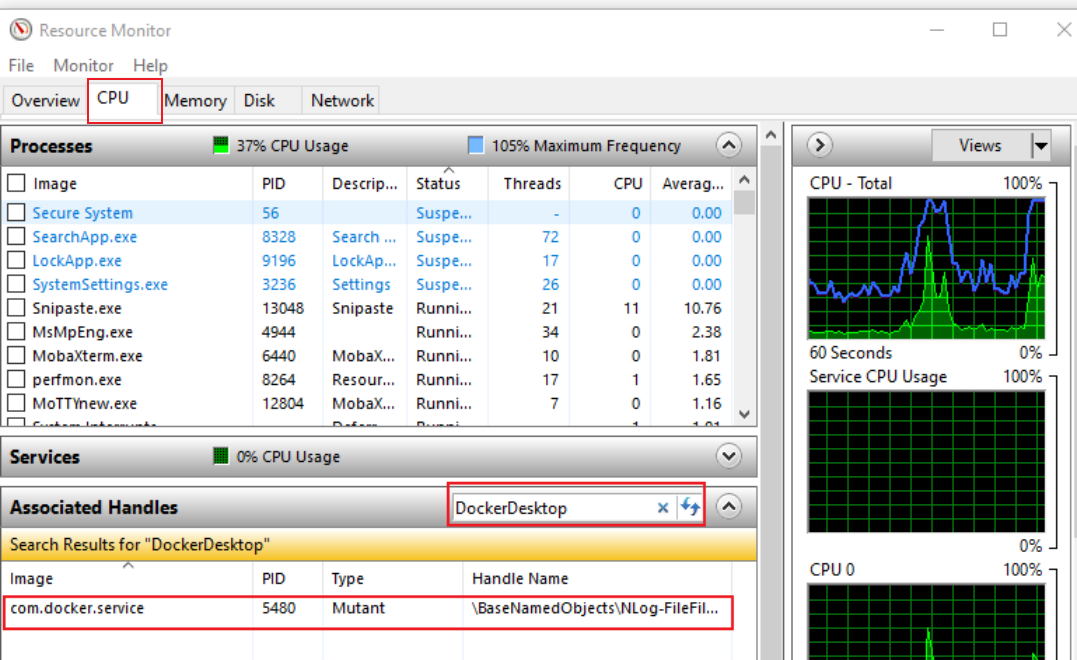 Resource Monitor
File Monitor Help
Overview CPU Memory Disk Network
Processes 37% CPU Usage 105% Maximum Frequency
Image PID Descrip... Status Threads CPU Averag...
Secure System 56 Suspe... - 0 0.00
SearchApp.exe 8328 Search ... Suspe... 72 0 0.00
LockApp.exe 9196 LockAp... Suspe... 17 0 0.00
SystemSettings.exe 3236 Settings Suspe... 26 0 0.00
Snipaste.exe 13048 Snipaste Runni... 21 11 10.76
MsMpEng.exe 4944 Runni... 34 0 2.38
MobaXterm.exe 6440 MobaX... Runni... 10 0 1.81
perfmon.exe 8264 Resour... Runni... 17 1 1.65
MoTTYnew.exe 12804 MobaX... Runni... 7 0 1.16
Services 0% CPU Usage
Associated Handles DockerDesktop
Search Results for "DockerDesktop"
Image PID Type Handle Name
com.docker.service 5480 Mutant \BaseNamedObjects\NLog-FileFil...
Views
CPU - Total 100%
60 Seconds 0%
Service CPU Usage 100%
0%
CPU 0 100%